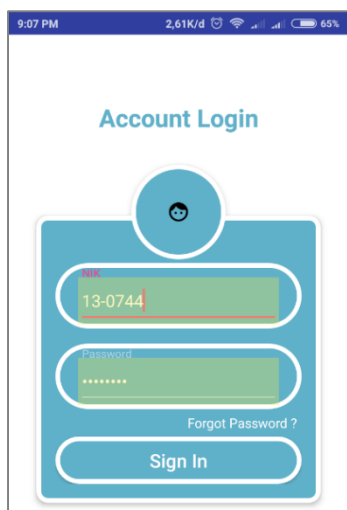 9:07 PM 2,61K/d 65%
Account Login
NIK
13-0744
Password
••••••••
Forgot Password ?
Sign In